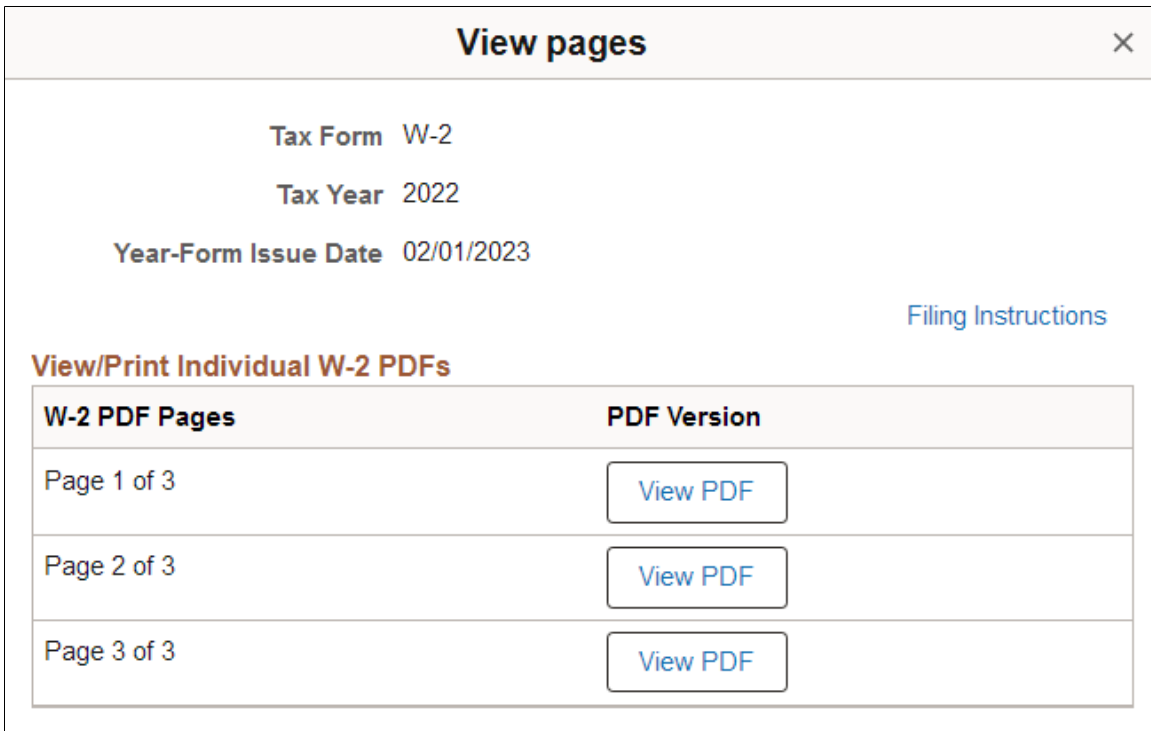 View pages
Tax Form W-2
Tax Year 2022
Year-Form Issue Date 02/01/2023
Filing Instructions
View/Print Individual W-2 PDFs
W-2 PDF Pages PDF Version
Page 1 of 3 View PDF
Page 2 of 3 View PDF
Page 3 of 3 View PDF